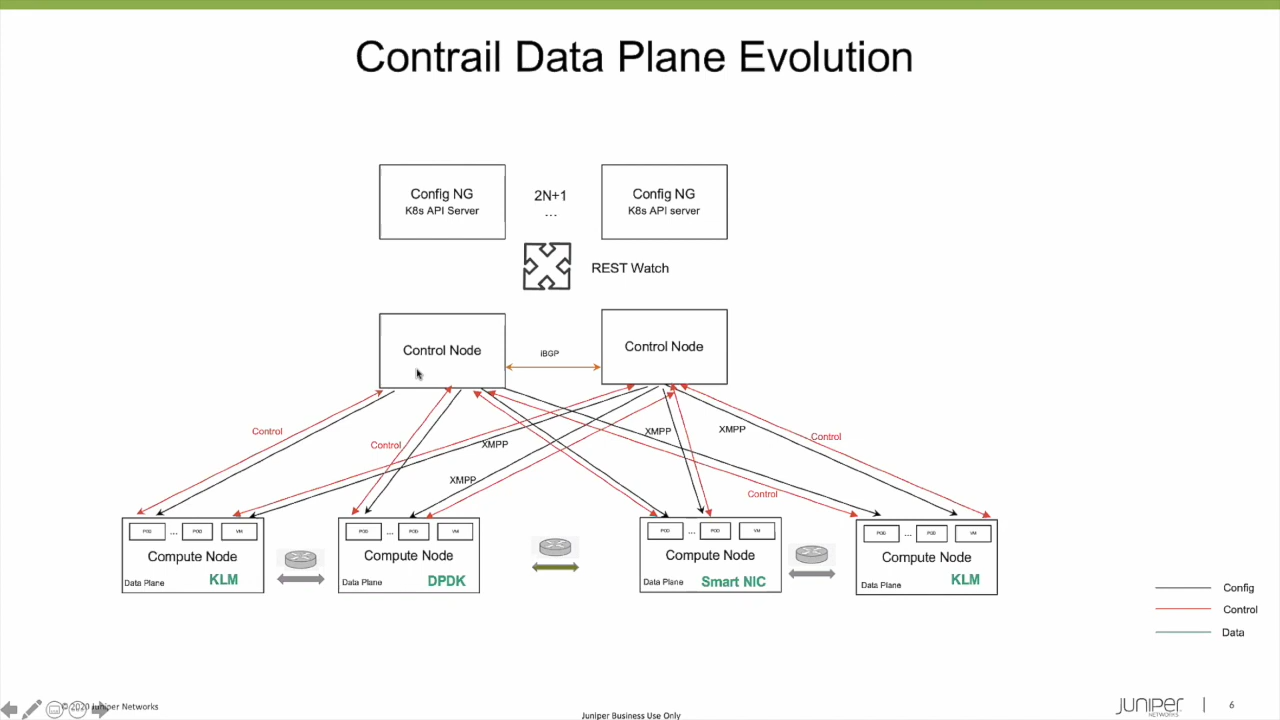 Contrail Data Plane Evolution
Config NG
K8s API Server
2N+1
...
Config NG
K8s API server
REST Watch
Control Node
iBGP
Control Node
Control
Control
XMPP
XMPP
XMPP
XMPP
Control
Control
POD ... POD VM
Compute Node
Data Plane KLM
POD ... POD VM
Compute Node
Data Plane DPDK
POD ... POD VM
Compute Node
Data Plane Smart NIC
POD ... POD VM
Compute Node
Data Plane KLM
Config
Control
Data
© 2020 Juniper Networks
Juniper Business Use Only
JUNIPER
NETWORKS
| 6